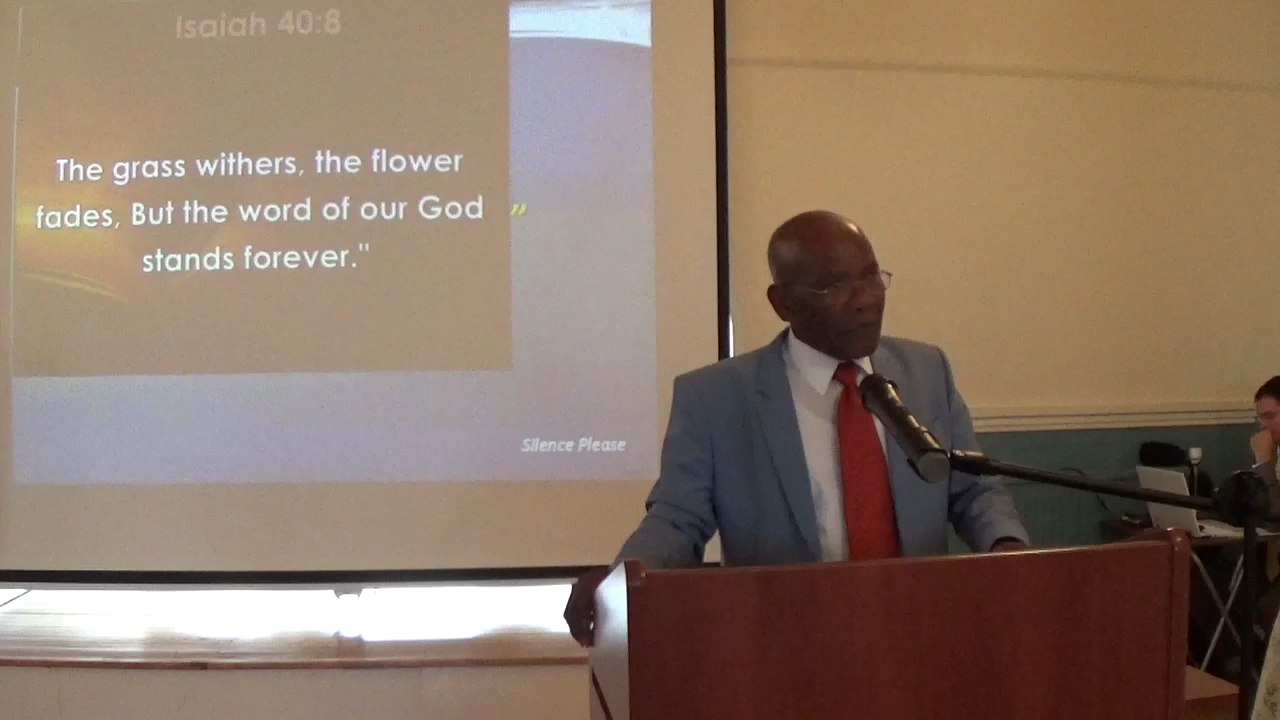 Isaiah 40:8
The grass withers, the flower
fades, But the word of our God
stands forever."
”
Silence Please